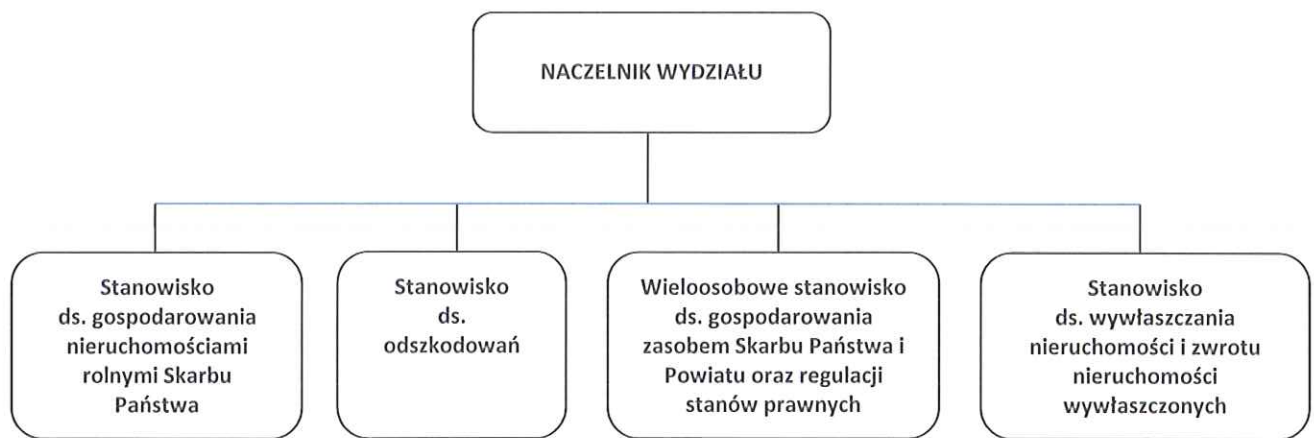 NACZELNIK WYDZIAŁU
Stanowisko
ds. gospodarowania
nieruchomościami
rolnymi Skarbu
Państwa
Stanowisko
ds.
odszkodowań
Wieloosobowe stanowisko
ds. gospodarowania
zasobem Skarbu Państwa i
Powiatu oraz regulacji
stanów prawnych
Stanowisko
ds. wywłaszczania
nieruchomości i zwrotu
nieruchomości
wywłaszczonych